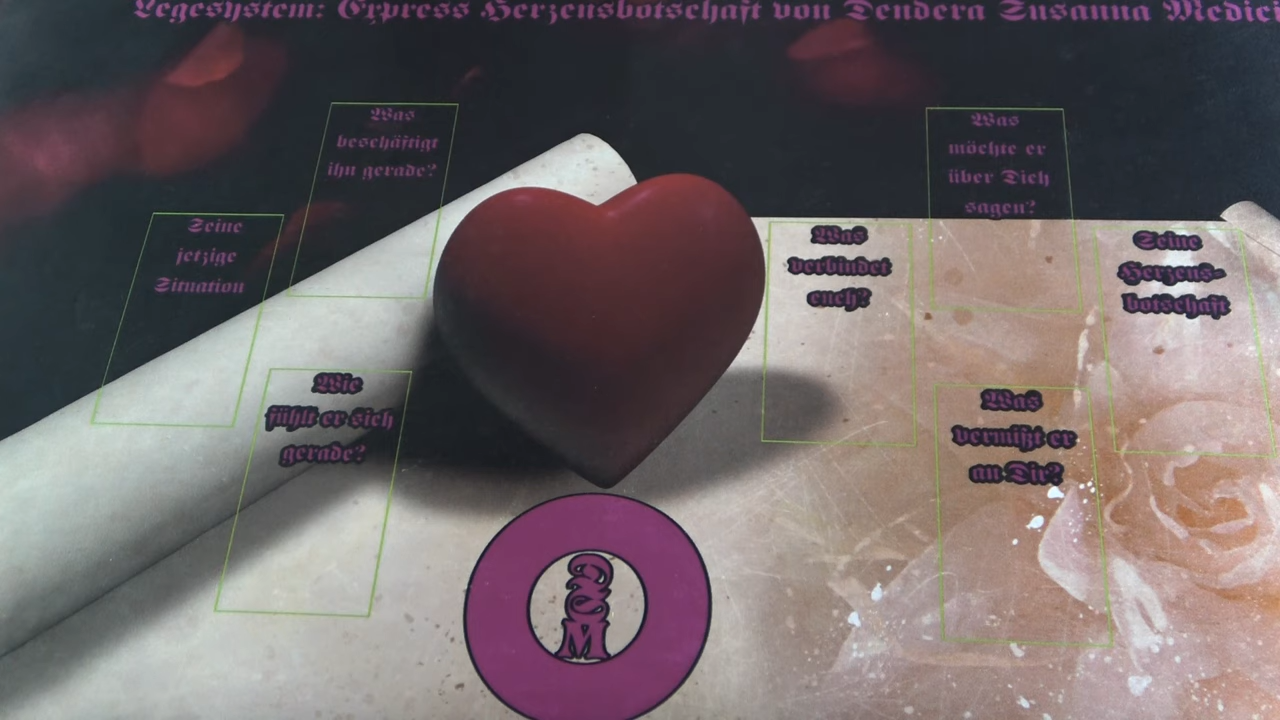 Legesystem: Express Herzensbotschaft von Dendera Susanna Medici
Was
beschäftigt
ihn gerade?
Was
möchte er
über Dich
sagen?
Seine
jetzige
Situation
Was
verbindet
euch?
Seine
Herzens-
botschaft
Wie
fühlt er sich
gerade?
Was
vermißt er
an Dir?
DSM